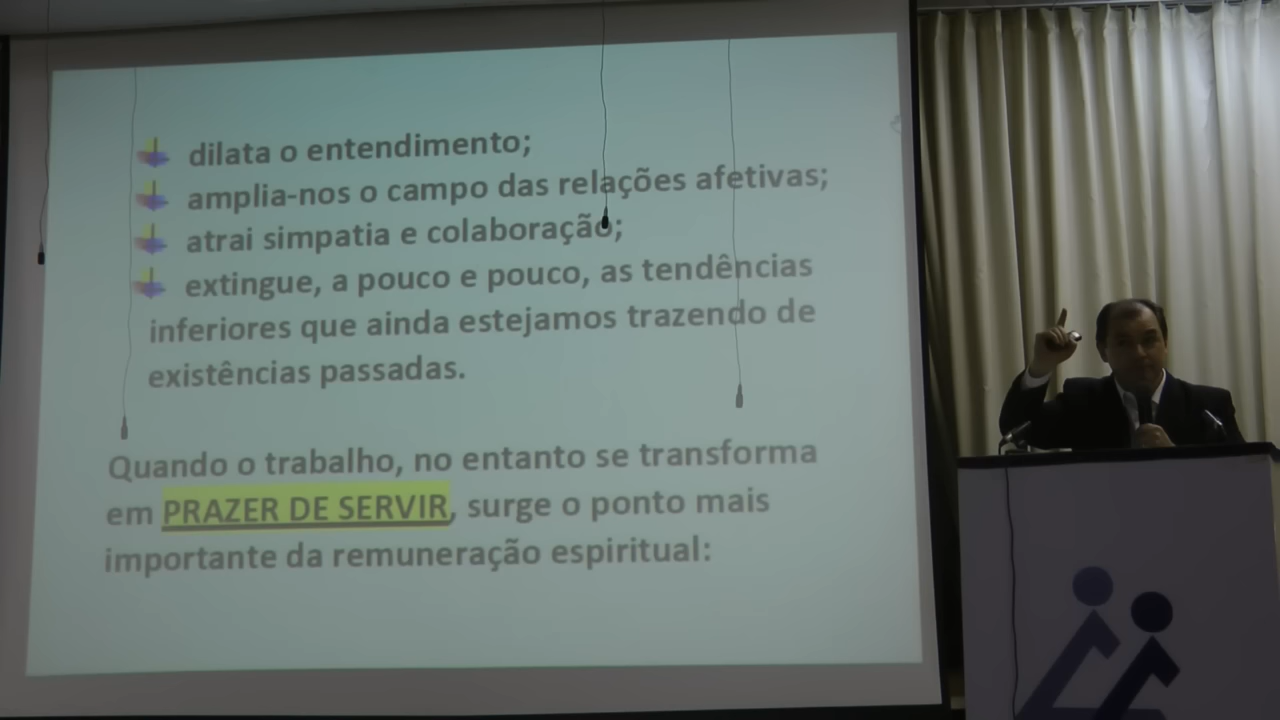 dilata o entendimento;
amplia-nos o campo das relações afetivas;
atrai simpatia e colaboração;
extingue, a pouco e pouco, as tendências
inferiores que ainda estejamos trazendo de
existências passadas.
Quando o trabalho, no entanto se transforma
em PRAZER DE SERVIR, surge o ponto mais
importante da remuneração espiritual: